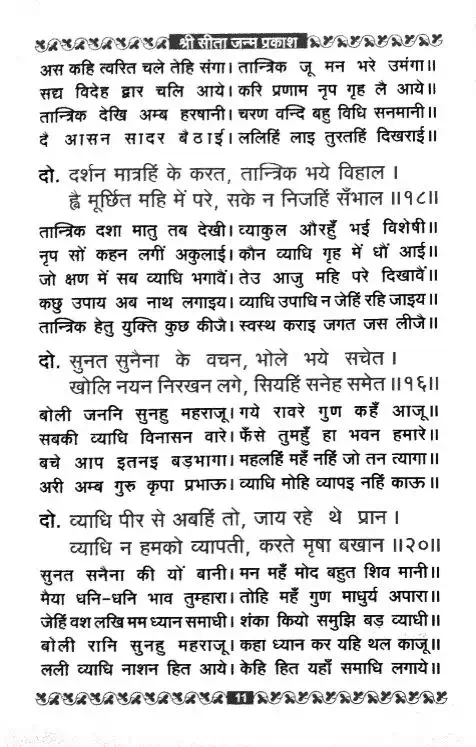 श्री सीता जन्म प्रकाश
अस कहि त्वरित चले तेहि संगा। तान्त्रिक जू मन भरे उमंगा॥
सद्य विदेह द्वार चलि आये। करि प्रणाम नृप गृह लै आये॥
तान्त्रिक देखि अम्ब हरषानी। चरण वन्दि बहु विधि सनमानी॥
दै आसन सादर बैठाई। ललिहिं लाइ तुरतहिं दिखराई॥
दो. दर्शन मात्रहिं के करत, तान्त्रिक भये विहाल।
ह्वै मूर्छित महि में परे, सके न निजहिं सँभाल॥१८॥
तान्त्रिक दशा मातु तब देखी। व्याकुल औरहुँ भई विशेषी॥
नृप सों कहन लगीं अकुलाई। कौन व्याधि गृह में धौं आई॥
जो क्षण में सब व्याधि भगावैं। तेउ आजु महि परे दिखावैं॥
कछु उपाय अब नाथ लगाइय। व्याधि उपाधि न जेहिं रहि जाइय॥
तान्त्रिक हेतु युक्ति कुछ कीजै। स्वस्थ कराइ जगत जस लीजै॥
दो. सुनत सुनैना के वचन, भोले भये सचेत।
खोलि नयन निरखन लगे, सियहिं सनेह समेत॥१९॥
बोली जननि सुनहु महराजू। गये रावरे गुण कहँ आजू॥
सबकी व्याधि विनासन वारे। फँसे तुमहुँ हा भवन हमारे॥
बचे आप इतनइ बड़भागा। महलहिं महँ नहिं जो तन त्यागा॥
अरी अम्ब गुरु कृपा प्रभाऊ। व्याधि मोहि व्यापइ नहिं काऊ॥
दो. व्याधि पीर से अबहिं तो, जाय रहे थे प्रान।
व्याधि न हमको व्यापती, करते मृषा बखान॥२०॥
सुनत सनैना की यों बानी। मन महँ मोद बहुत शिव मानी॥
मैया धनि-धनि भाव तुम्हारा। तोहि महँ गुण माधुर्य अपारा॥
जेहिं वश लखि मम ध्यान समाधी। शंका कियो समुझि बड़ व्याधी॥
बोली रानि सुनहु महराजू। कहा ध्यान कर यहि थल काजू॥
लली व्याधि नाशन हित आये। केहि हित यहाँ समाधि लगाये॥
11